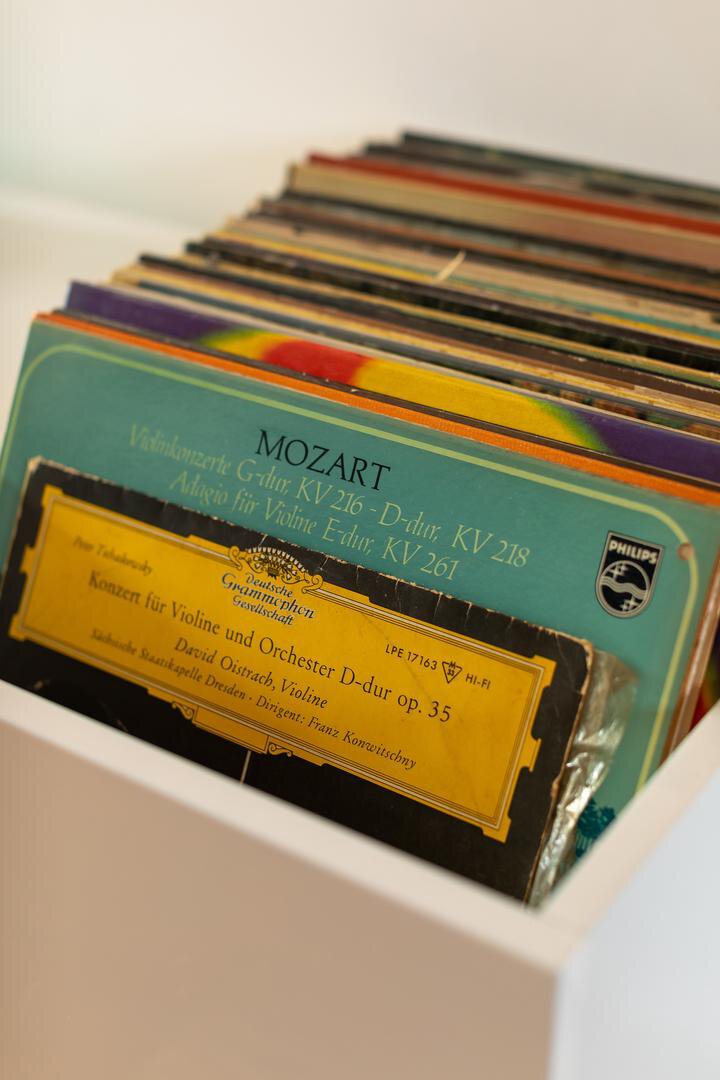 MOZART
Violinkonzerte G-dur, KV 216 - D-dur, KV 218
Adagio für Violine E-dur, KV 261
PHILIPS
Peter Tschaikowsky
Deutsche
Grammophon
Gesellschaft
LPE 17163 M 33 HI-FI
Konzert für Violine und Orchester D-dur op. 35
David Oistrach, Violine
Sächsische Staatskapelle Dresden · Dirigent: Franz Konwitschny